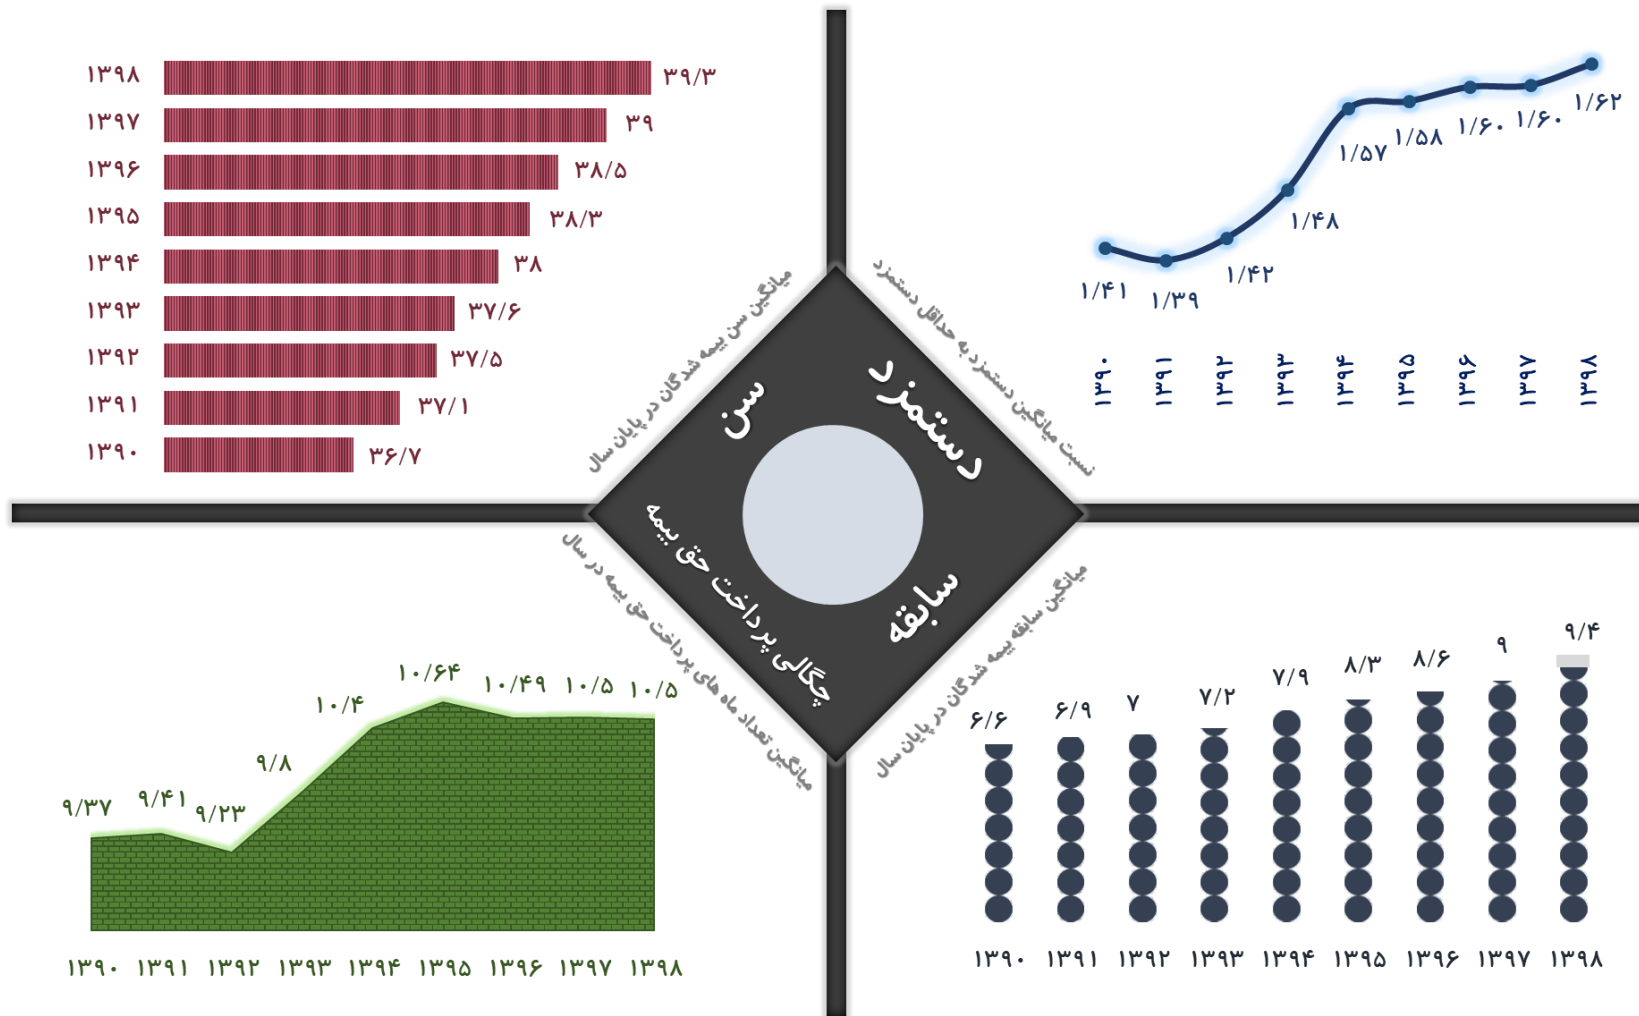 ۱۳۹۸ ۳۹/۳
۱۳۹۷ ۳۹
۱۳۹۶ ۳۸/۵
۱۳۹۵ ۳۸/۳
۱۳۹۴ ۳۸
۱۳۹۳ ۳۷/۶
۱۳۹۲ ۳۷/۵
۱۳۹۱ ۳۷/۱
۱۳۹۰ ۳۶/۷
۱/۴۱ ۱/۳۹ ۱/۴۲ ۱/۴۸ ۱/۵۷ ۱/۵۸ ۱/۶۰ ۱/۶۰ ۱/۶۲
۱۳۹۰ ۱۳۹۱ ۱۳۹۲ ۱۳۹۳ ۱۳۹۴ ۱۳۹۵ ۱۳۹۶ ۱۳۹۷ ۱۳۹۸
میانگین سن بیمه شدگان در پایان سال
نسبت میانگین دستمزد به حداقل دستمزد
سن
دستمزد
چگالی پرداخت حق بیمه
سابقه
میانگین تعداد ماه های پرداخت حق بیمه در سال
میانگین سابقه بیمه شدگان در پایان سال
۹/۳۷ ۹/۴۱ ۹/۲۳ ۹/۸ ۱۰/۴ ۱۰/۶۴ ۱۰/۴۹ ۱۰/۵ ۱۰/۵
۱۳۹۰ ۱۳۹۱ ۱۳۹۲ ۱۳۹۳ ۱۳۹۴ ۱۳۹۵ ۱۳۹۶ ۱۳۹۷ ۱۳۹۸
۶/۶ ۶/۹ ۷ ۷/۲ ۷/۹ ۸/۳ ۸/۶ ۹ ۹/۴
۱۳۹۰ ۱۳۹۱ ۱۳۹۲ ۱۳۹۳ ۱۳۹۴ ۱۳۹۵ ۱۳۹۶ ۱۳۹۷ ۱۳۹۸